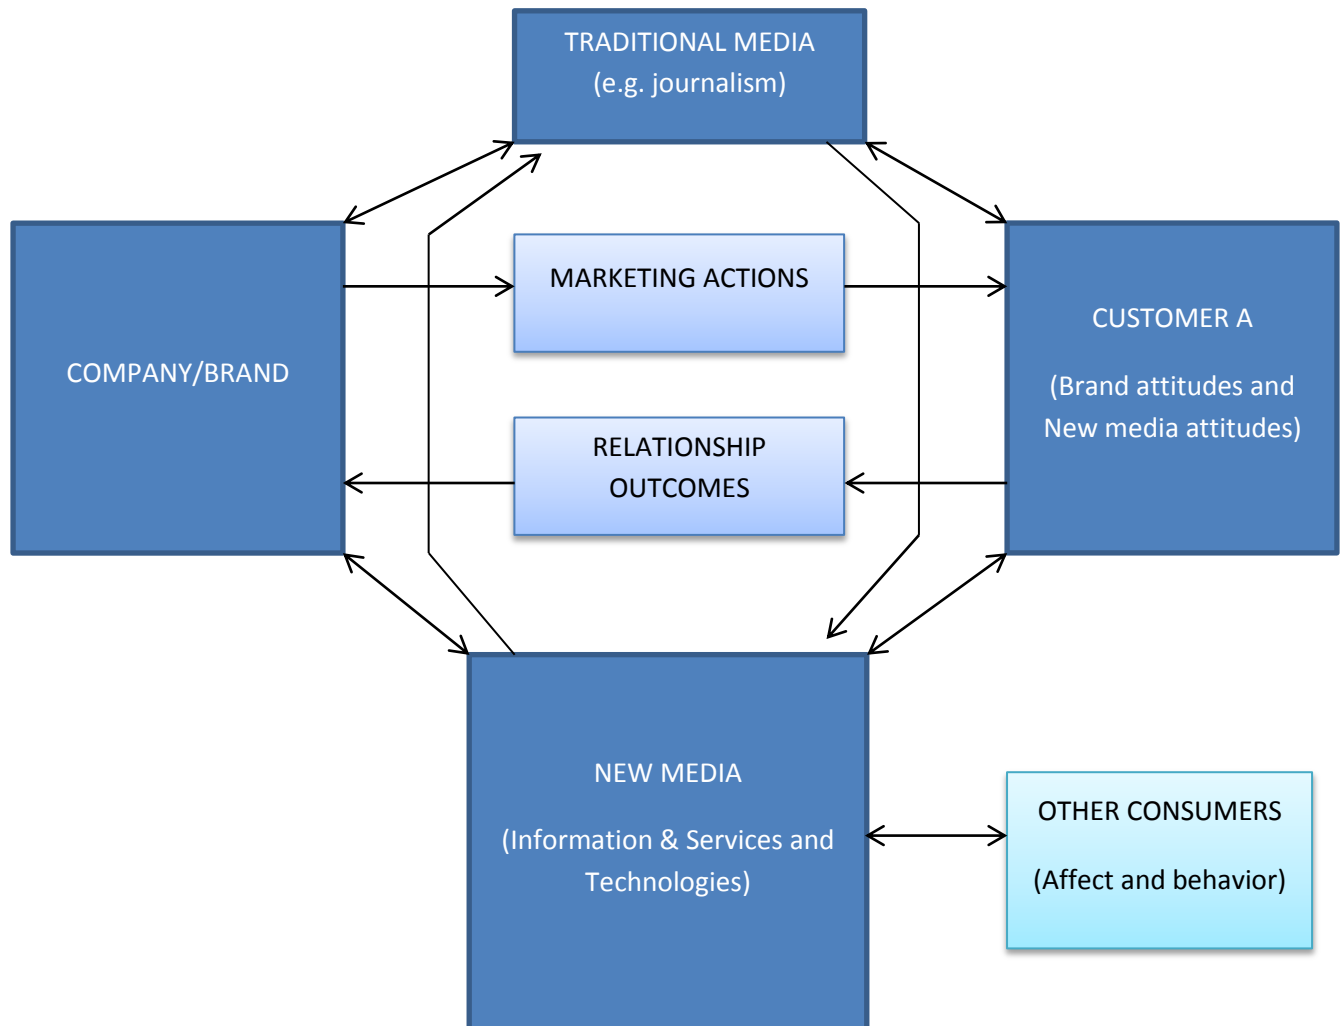 TRADITIONAL MEDIA
(e.g. journalism)
MARKETING ACTIONS
COMPANY/BRAND
CUSTOMER A
(Brand attitudes and
New media attitudes)
RELATIONSHIP
OUTCOMES
NEW MEDIA
(Information & Services and
Technologies)
OTHER CONSUMERS
(Affect and behavior)